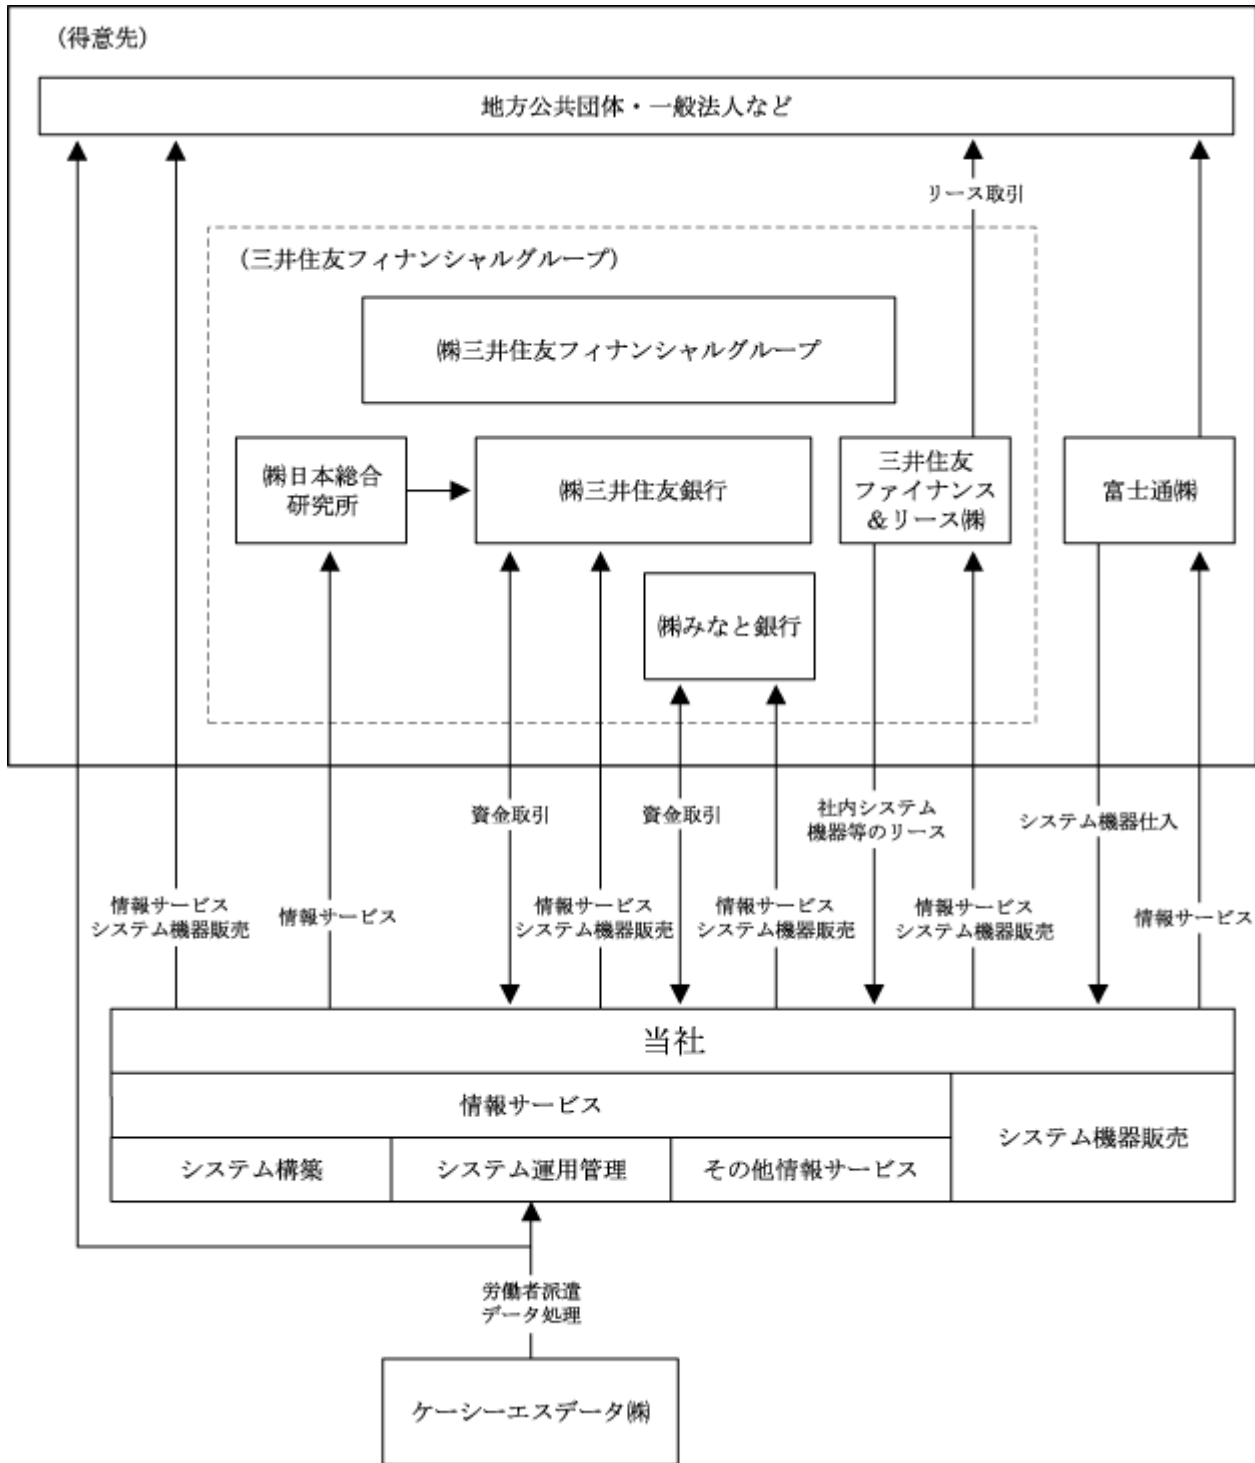 (得意先)
地方公共団体・一般法人など
リース取引
(三井住友フィナンシャルグループ)
㈱三井住友フィナンシャルグループ
㈱日本総合
研究所
㈱三井住友銀行
三井住友
ファイナンス
&リース㈱
富士通㈱
㈱みなと銀行
資金取引
資金取引
社内システム
機器等のリース
システム機器仕入
情報サービス
システム機器販売
情報サービス
情報サービス
システム機器販売
情報サービス
システム機器販売
情報サービス
システム機器販売
情報サービス
当社
情報サービス
システム機器販売
システム構築
システム運用管理
その他情報サービス
労働者派遣
データ処理
ケーシーエスデータ㈱